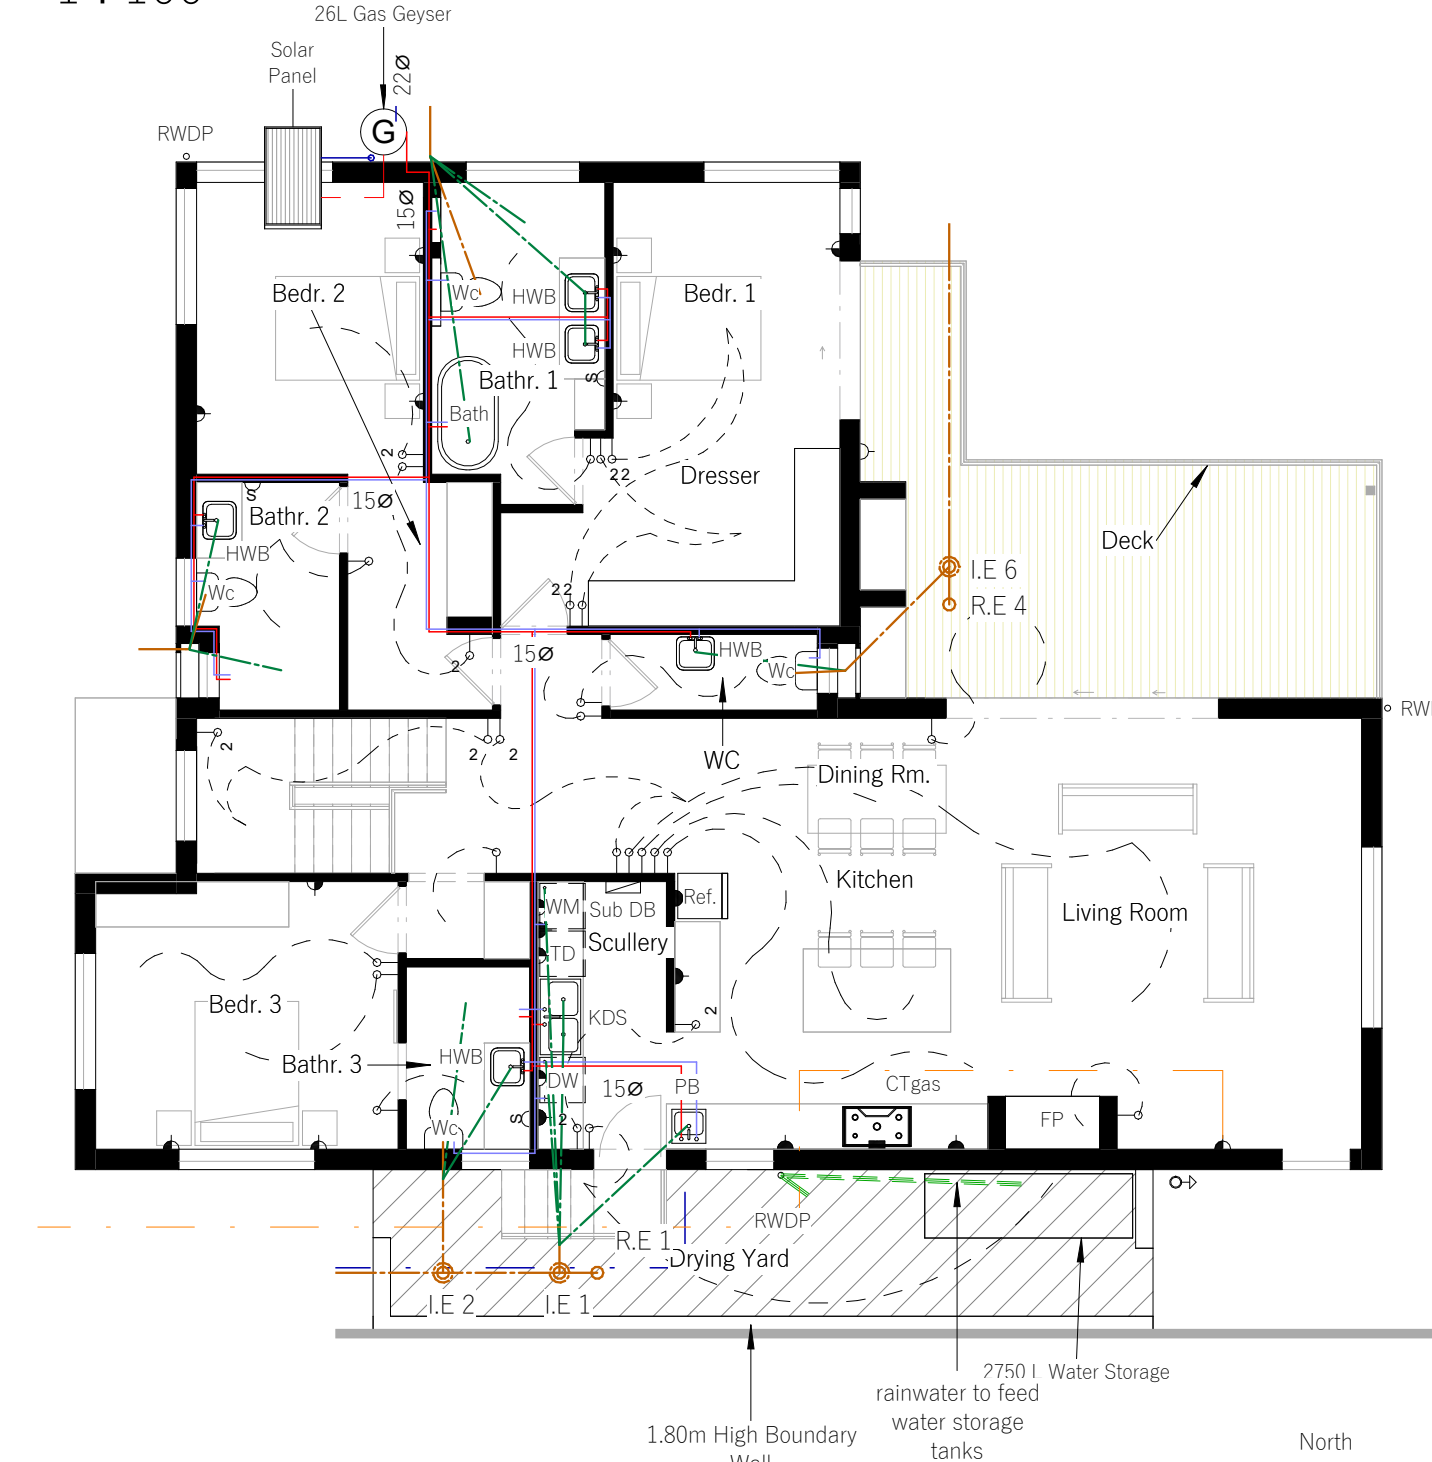 1 : 100
26L Gas Geyser
Solar
Panel
22Ø
G
RWDP
15Ø
Bedr. 2
Wc
HWB
Bedr. 1
HWB
Bathr. 1
S
Bath
2
22
Dresser
S
15Ø
Bathr. 2
HWB
Wc
Deck
I.E 6
R.E 4
22
15Ø
2
HWB
Wc
WC
2
2
2
Dining Rm.
Kitchen
Living Room
WM
Sub DB
Ref.
Scullery
TD
KDS
2
Bedr. 3
Bathr. 3
HWB
DW
15Ø
PB
CTgas
FP
Wc
S
2
RWDP
R.E 1
Drying Yard
I.E 2
I.E 1
2750 L Water Storage
rainwater to feed
water storage
tanks
1.80m High Boundary
Wall
North